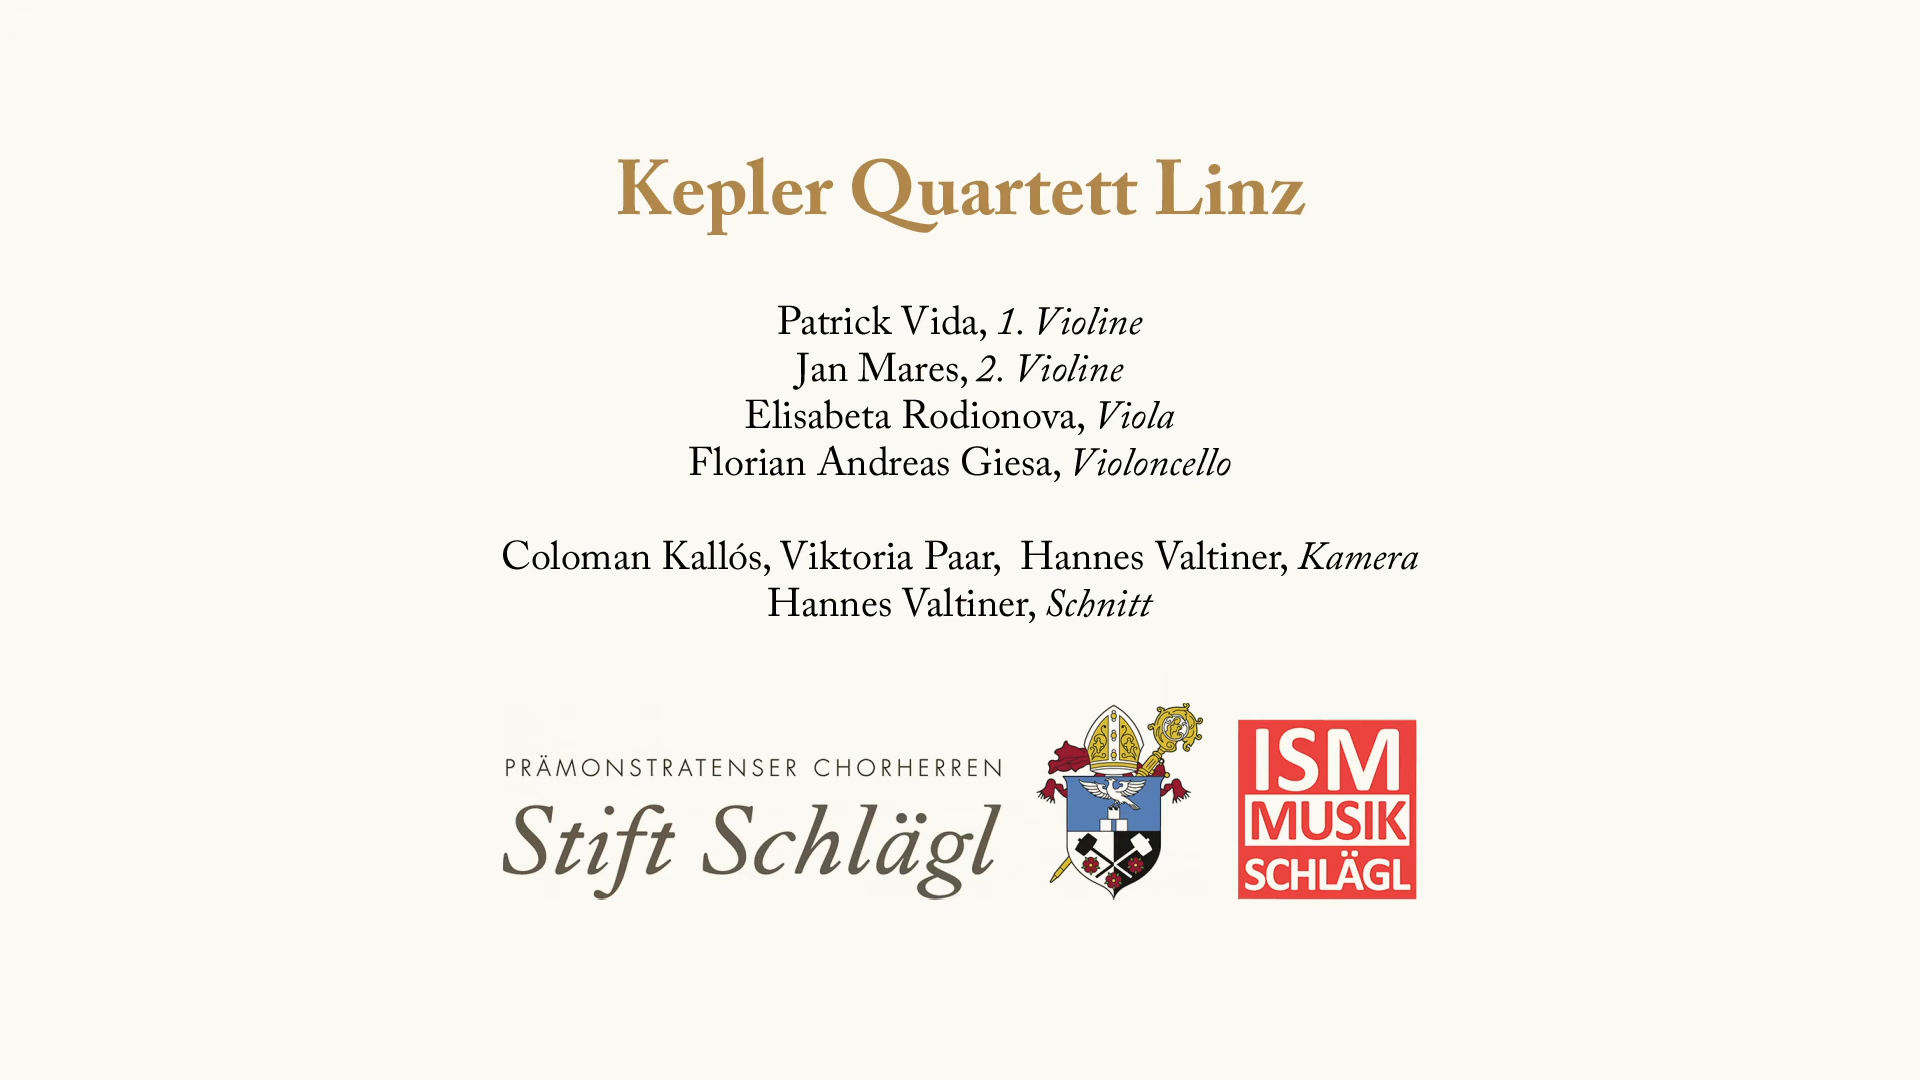 Kepler Quartett Linz
Patrick Vida, 1. Violine
Jan Mares, 2. Violine
Elisabeta Rodionova, Viola
Florian Andreas Giesa, Violoncello
Coloman Kallós, Viktoria Paar, Hannes Valtiner, Kamera
Hannes Valtiner, Schnitt
PRÄMONSTRATENSER CHORHERREN
Stift Schlägl
ISM
MUSIK
SCHLÄGL